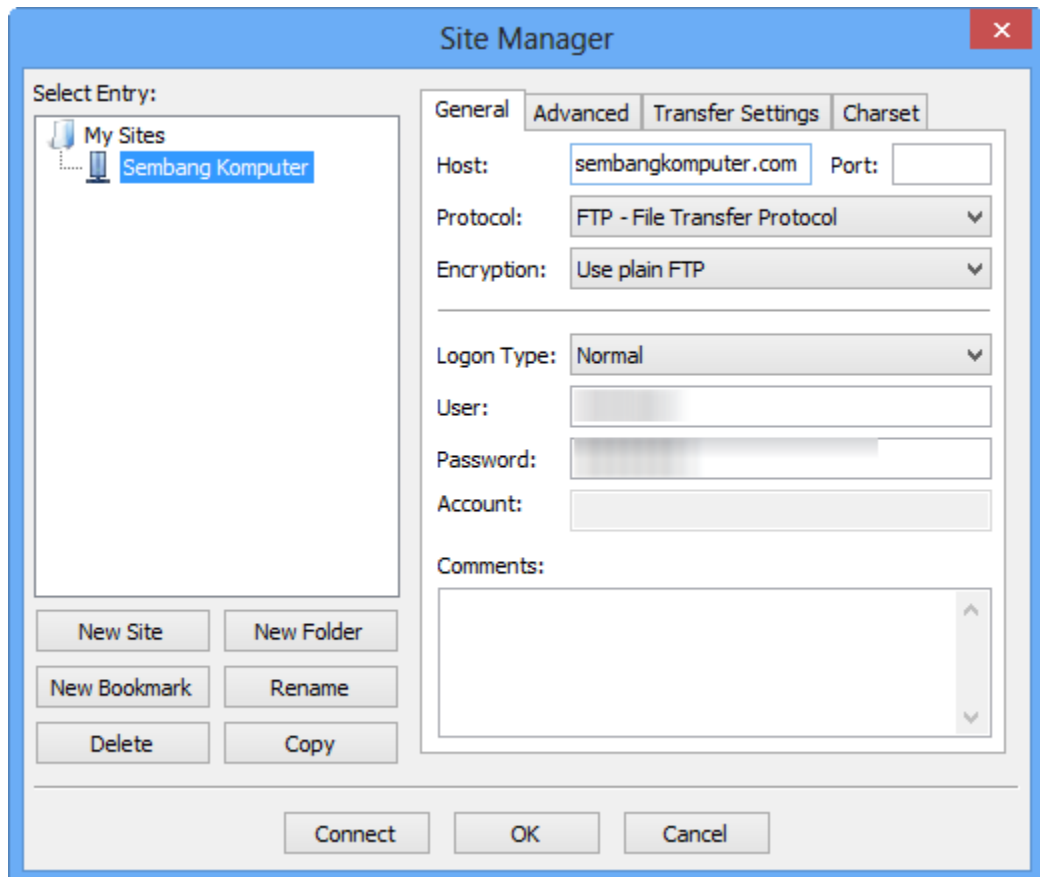 Site Manager
Select Entry:
My Sites
Sembang Komputer
New Site
New Folder
New Bookmark
Rename
Delete
Copy
General
Advanced
Transfer Settings
Charset
Host:
sembangkomputer.com
Port:
Protocol:
FTP - File Transfer Protocol
Encryption:
Use plain FTP
Logon Type:
Normal
User:
Password:
Account:
Comments:
Connect
OK
Cancel